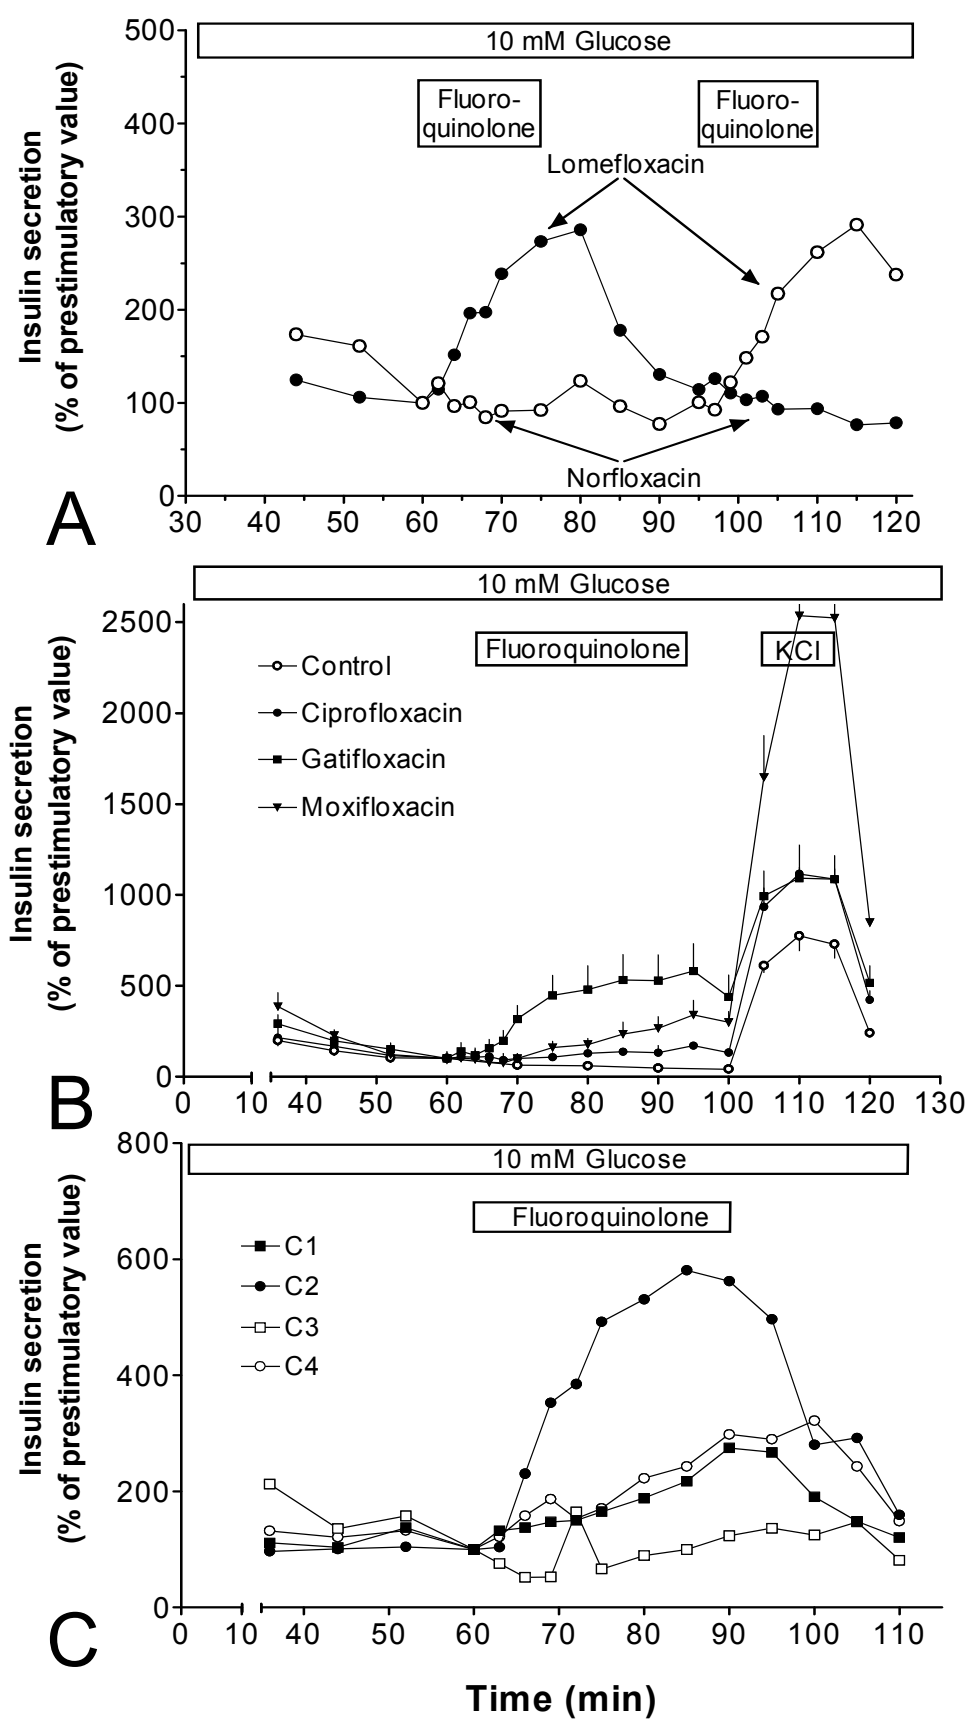 500
10 mM Glucose
Fluoro-
quinolone
Fluoro-
quinolone
400
Lomefloxacin
300
200
100
Norfloxacin
0
Insulin secretion
(% of prestimulatory value)
30 40 50 60 70 80 90 100 110 120
A
10 mM Glucose
2500
Fluoroquinolone
KCl
Control
Ciprofloxacin
Gatifloxacin
Moxifloxacin
2000
1500
1000
500
0
Insulin secretion
(% of prestimulatory value)
0 10 40 50 60 70 80 90 100 110 120 130
B
800
10 mM Glucose
Fluoroquinolone
C1
C2
C3
C4
600
400
200
0
Insulin secretion
(% of prestimulatory value)
0 10 40 50 60 70 80 90 100 110
C
Time (min)